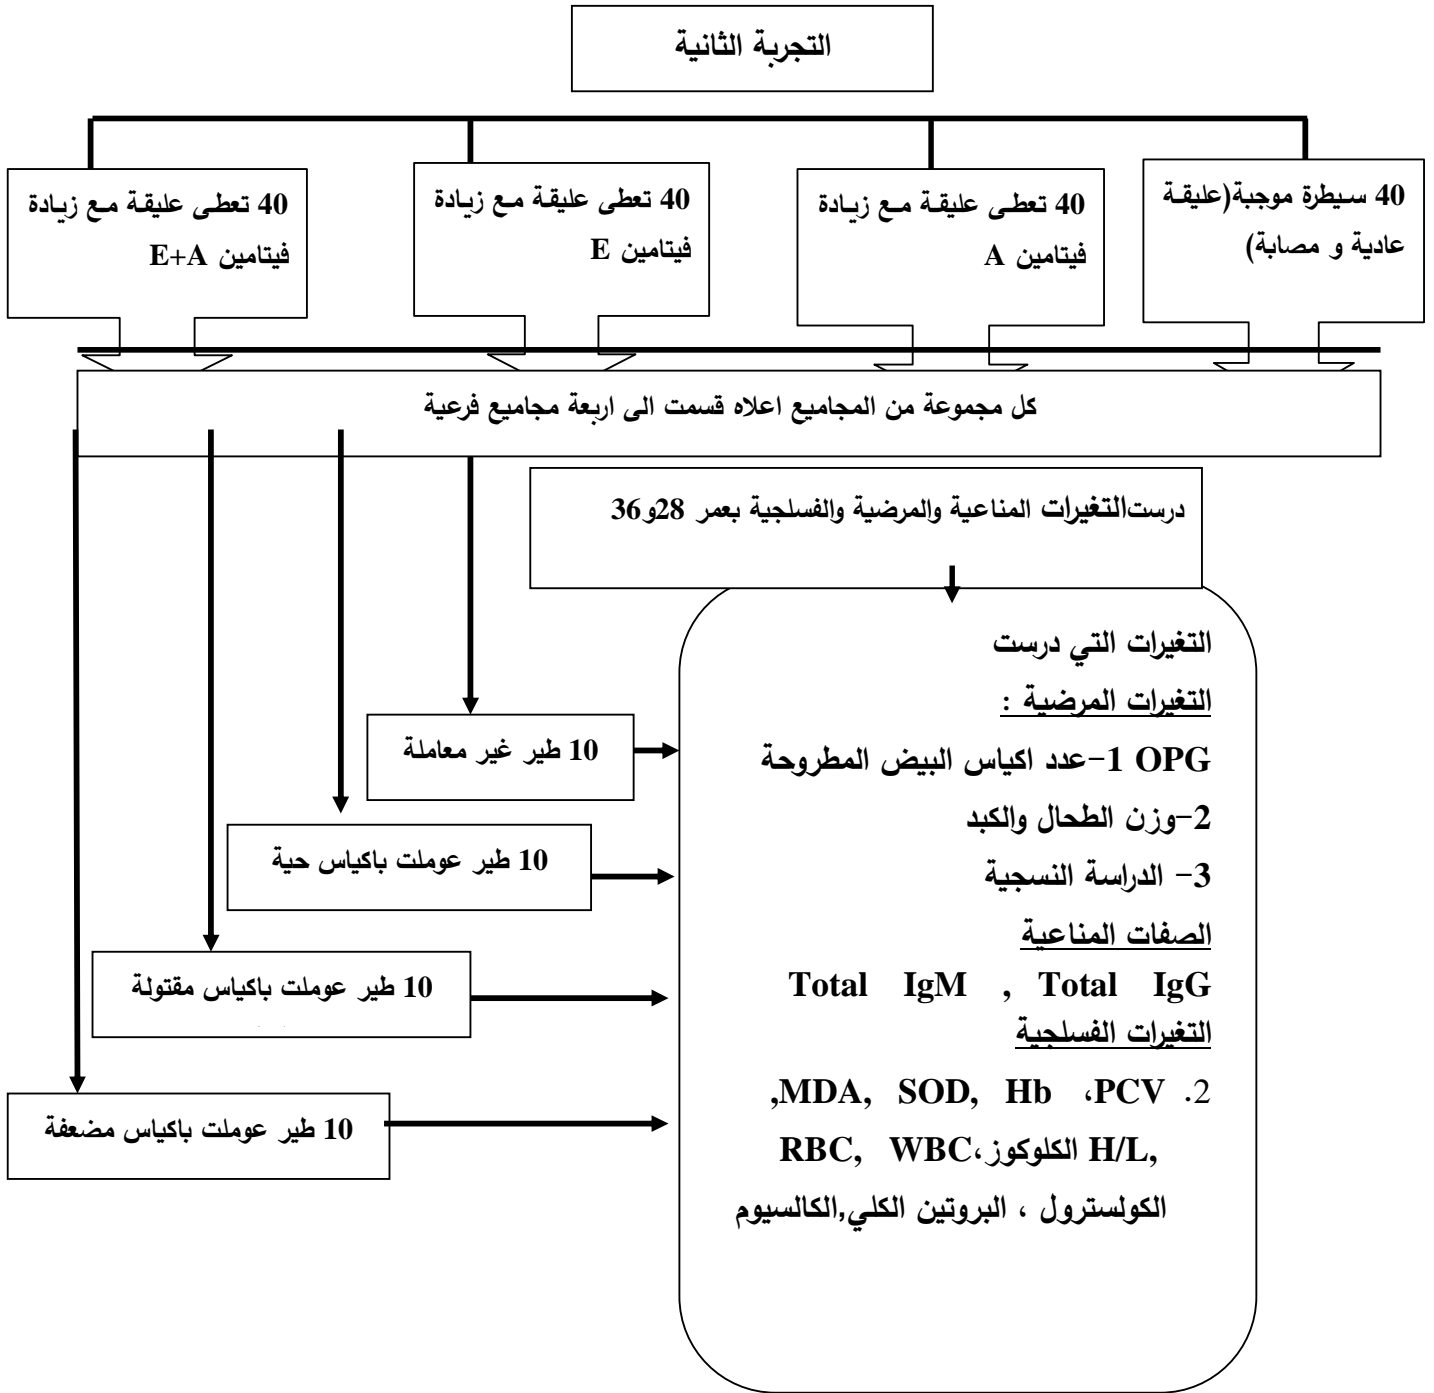 التجربة الثانية
40 سيطرة موجبة(عليقة
عادية و مصابة)
40 تعطى عليقة مع زيادة
فيتامين A
40 تعطى عليقة مع زيادة
فيتامين E
40 تعطى عليقة مع زيادة
فيتامين E+A
كل مجموعة من المجاميع اعلاه قسمت الى اربعة مجاميع فرعية
درستالتغيرات المناعية والمرضية والفسلجية بعمر 28و36
التغيرات التي درست
التغيرات المرضية :
1-عدد اكياس البيض المطروحة OPG
2-وزن الطحال والكبد
3- الدراسة النسجية
الصفات المناعية
Total IgM , Total IgG
التغيرات الفسلجية
2. PCV، Hb ,MDA, SOD,
H/L, الكلوكوز،RBC, WBC
الكولسترول ، البروتين الكلي,الكالسيوم
10 طير غير معاملة
10 طير عوملت باكياس حية
10 طير عوملت باكياس مقتولة
10 طير عوملت باكياس مضعفة